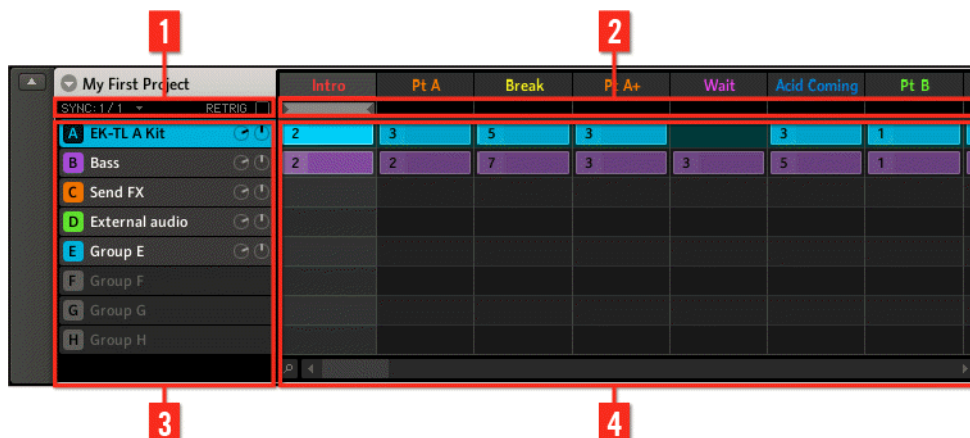 1 2
My First Project Intro Pt A Break Pt A+ Wait Acid Coming Pt B
SYNC: 1 / 1 RETRIG
A EK-TL A Kit 2 3 5 3 3 1
B Bass 2 2 7 3 3 5 1
C Send FX
D External audio
E Group E
F Group F
G Group G
H Group H
3 4